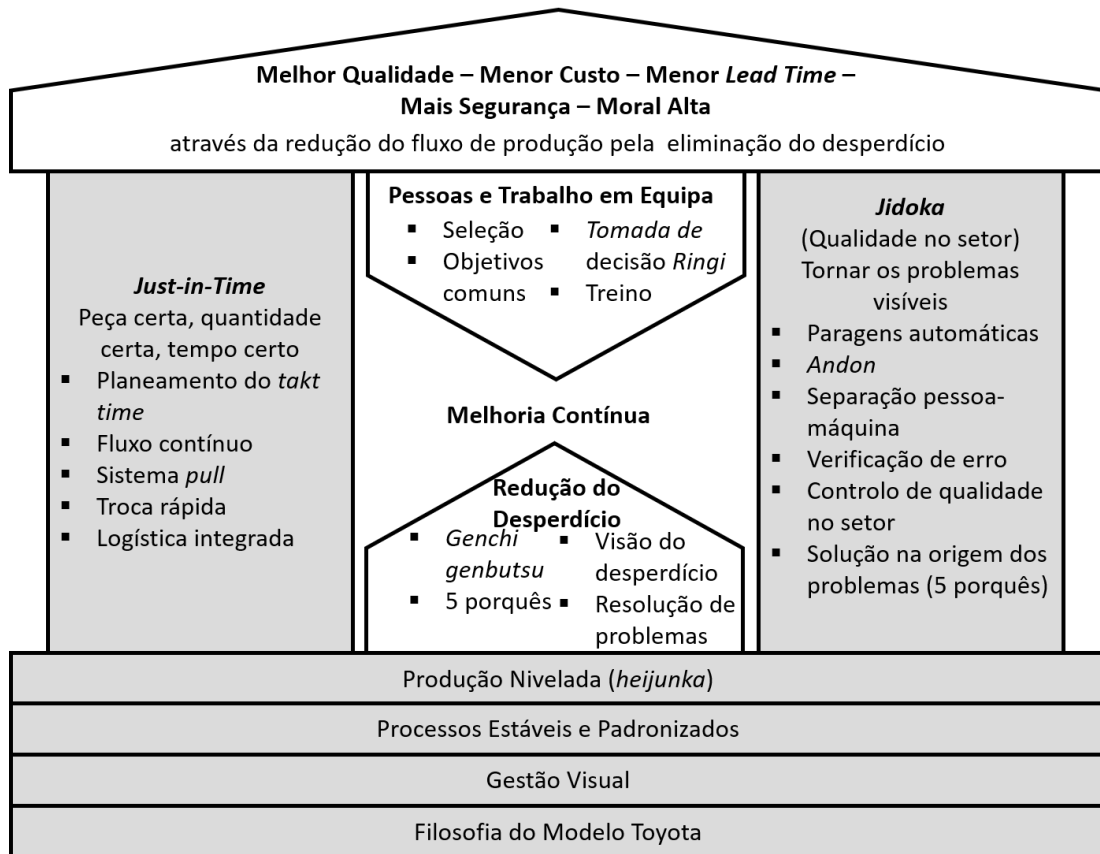 Melhor Qualidade – Menor Custo – Menor Lead Time –
Mais Segurança – Moral Alta
através da redução do fluxo de produção pela eliminação do desperdício
Just-in-Time
Peça certa, quantidade
certa, tempo certo
▪ Planeamento do takt
time
▪ Fluxo contínuo
▪ Sistema pull
▪ Troca rápida
▪ Logística integrada
Pessoas e Trabalho em Equipa
▪ Seleção
▪ Objetivos
comuns
▪ Tomada de
decisão Ringi
▪ Treino
Melhoria Contínua
Redução do
Desperdício
▪ Genchi
genbutsu
▪ 5 porquês
▪ Visão do
desperdício
▪ Resolução de
problemas
Jidoka
(Qualidade no setor)
Tornar os problemas
visíveis
▪ Paragens automáticas
▪ Andon
▪ Separação pessoa-
máquina
▪ Verificação de erro
▪ Controlo de qualidade
no setor
▪ Solução na origem dos
problemas (5 porquês)
Produção Nivelada (heijunka)
Processos Estáveis e Padronizados
Gestão Visual
Filosofia do Modelo Toyota